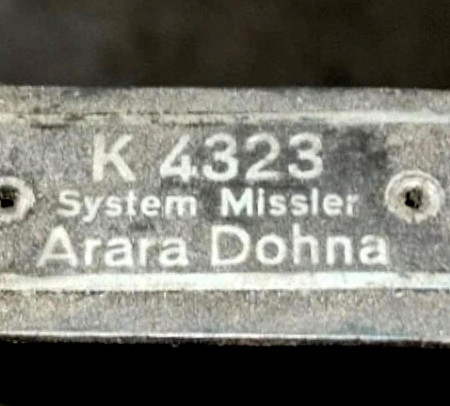 K 4323
System Missler
Arara Dohna